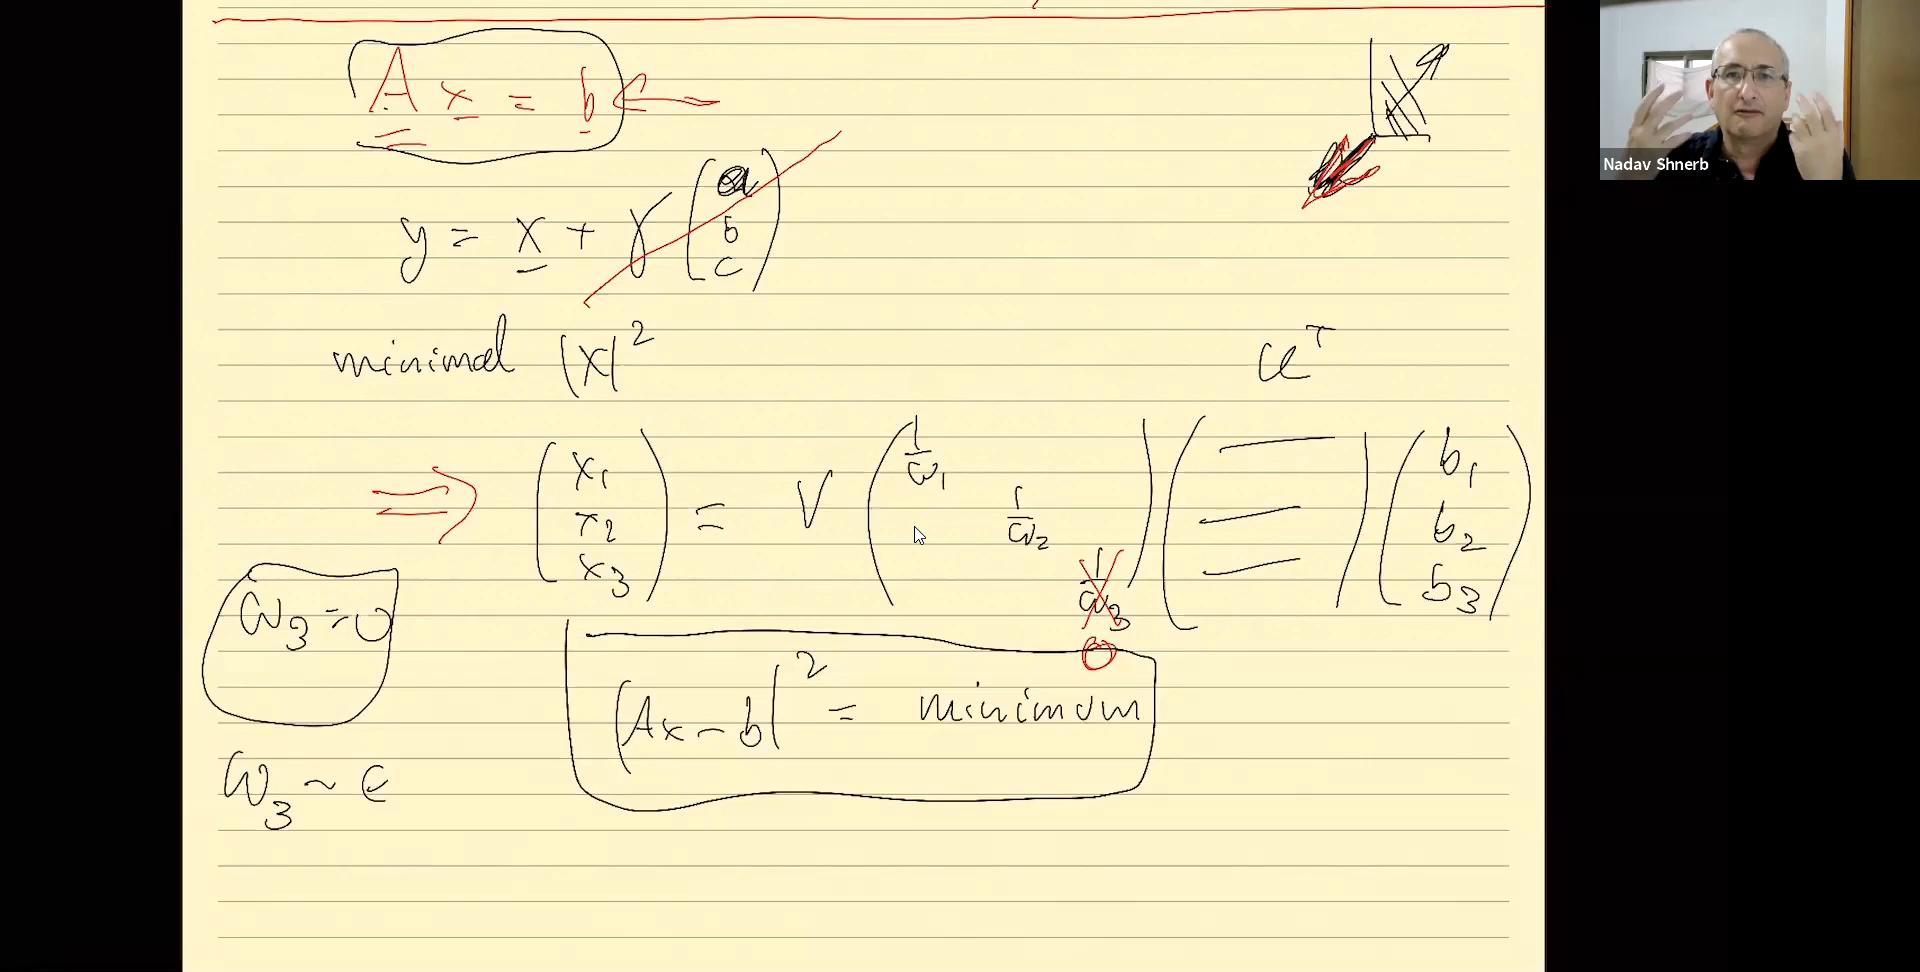 A x = b
Nadav Shnerb
y = x + γ ( a b c )
minimal |x|²
u^T
⇒ ( x₁ x₂ x₃ ) = V ( 1/ω₁ 1/ω₂ 1/ω₃ 0 ) ( ) ( b₁ b₂ b₃ )
ω₃ = 0
|Ax - b|² = minimum
ω₃ ~ ϵ